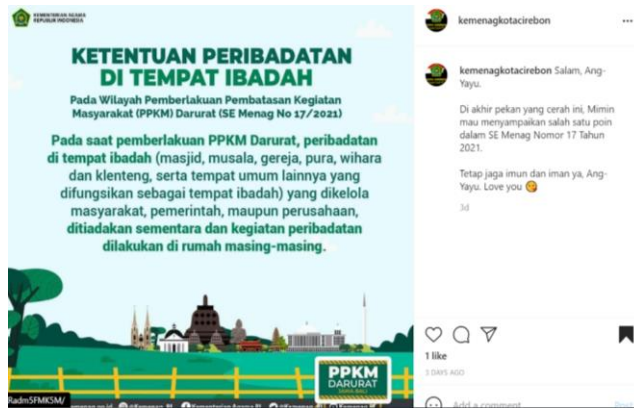 KEMENTERIAN AGAMA
REPUBLIK INDONESIA
KETENTUAN PERIBADATAN
DI TEMPAT IBADAH
Pada Wilayah Pemberlakuan Pembatasan Kegiatan
Masyarakat (PPKM) Darurat (SE Menag No 17/2021)
Pada saat pemberlakuan PPKM Darurat, peribadatan
di tempat ibadah (masjid, musala, gereja, pura, wihara
dan klenteng, serta tempat umum lainnya yang
difungsikan sebagai tempat ibadah) yang dikelola
masyarakat, pemerintah, maupun perusahaan,
ditiadakan sementara dan kegiatan peribadatan
dilakukan di rumah masing-masing.
PPKM
DARURAT
JAWA-BALI
Radm5FMK5M/
kemenagkotacirebon
kemenagkotacirebon Salam, Ang-
Yayu.
Di akhir pekan yang cerah ini, Mimin
mau menyampaikan salah satu poin
dalam SE Menag Nomor 17 Tahun
2021.
Tetap jaga imun dan iman ya, Ang-
Yayu. Love you 😋
3d
1 like
3 DAYS AGO
Add a comment...
Post